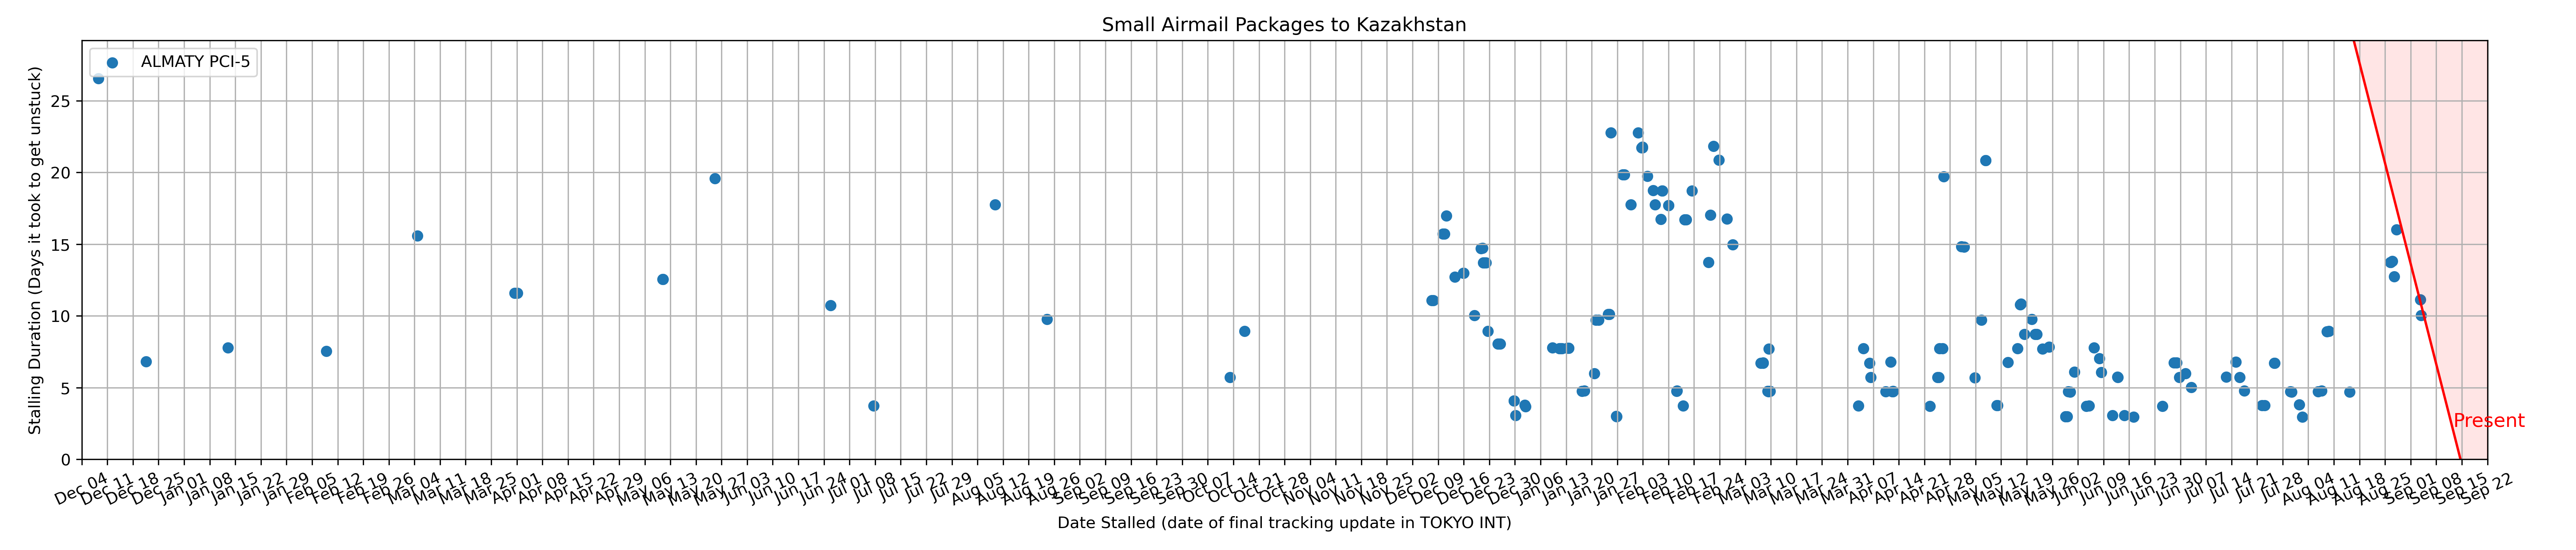 Small Airmail Packages to Kazakhstan
ALMATY PCI-5
Stalling Duration (Days it took to get unstuck)
25
20
15
10
5
0
Present
Dec 04 Dec 11 Dec 18 Dec 25 Jan 01 Jan 08 Jan 15 Jan 22 Jan 29 Feb 05 Feb 12 Feb 19 Feb 26 Mar 04 Mar 11 Mar 18 Mar 25 Apr 01 Apr 08 Apr 15 Apr 22 Apr 29 May 06 May 13 May 20 May 27 Jun 03 Jun 10 Jun 17 Jun 24 Jul 01 Jul 08 Jul 15 Jul 22 Jul 29 Aug 05 Aug 12 Aug 19 Aug 26 Sep 02 Sep 09 Sep 16 Sep 23 Sep 30 Oct 07 Oct 14 Oct 21 Oct 28 Nov 04 Nov 11 Nov 18 Nov 25 Dec 02 Dec 09 Dec 16 Dec 23 Dec 30 Jan 06 Jan 13 Jan 20 Jan 27 Feb 03 Feb 10 Feb 17 Feb 24 Mar 03 Mar 10 Mar 17 Mar 24 Mar 31 Apr 07 Apr 14 Apr 21 Apr 28 May 05 May 12 May 19 May 26 Jun 02 Jun 09 Jun 16 Jun 23 Jun 30 Jul 07 Jul 14 Jul 21 Jul 28 Aug 04 Aug 11 Aug 18 Aug 25 Sep 01 Sep 08 Sep 15 Sep 22
Date Stalled (date of final tracking update in TOKYO INT)